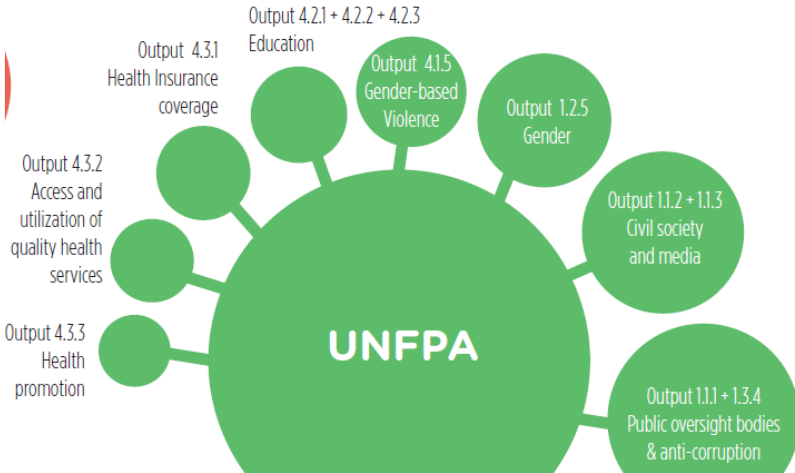 Output 4.2.1 + 4.2.2 + 4.2.3
Education
Output 4.3.1
Health Insurance
coverage
Output 4.1.5
Gender-based
Violence
Output 1.2.5
Gender
Output 4.3.2
Access and
utilization of
quality health
services
Output 1.1.2 + 1.1.3
Civil society
and media
Output 4.3.3
Health
promotion
UNFPA
Output 1.1.1 + 1.3.4
Public oversight bodies
& anti-corruption